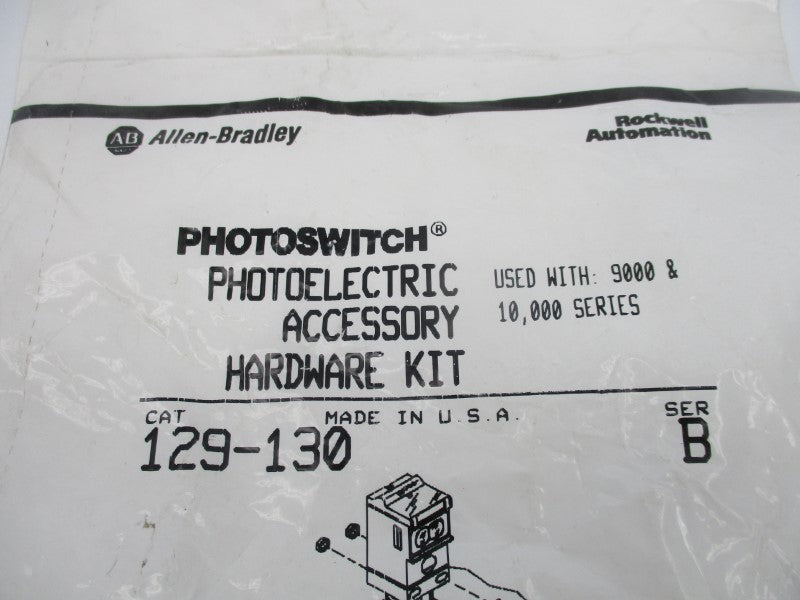 AB Allen-Bradley
Rockwell
Automation
PHOTOSWITCH®
PHOTOELECTRIC
ACCESSORY
HARDWARE KIT
USED WITH: 9000 &
10,000 SERIES
CAT MADE IN U.S.A. SER
129-130 B